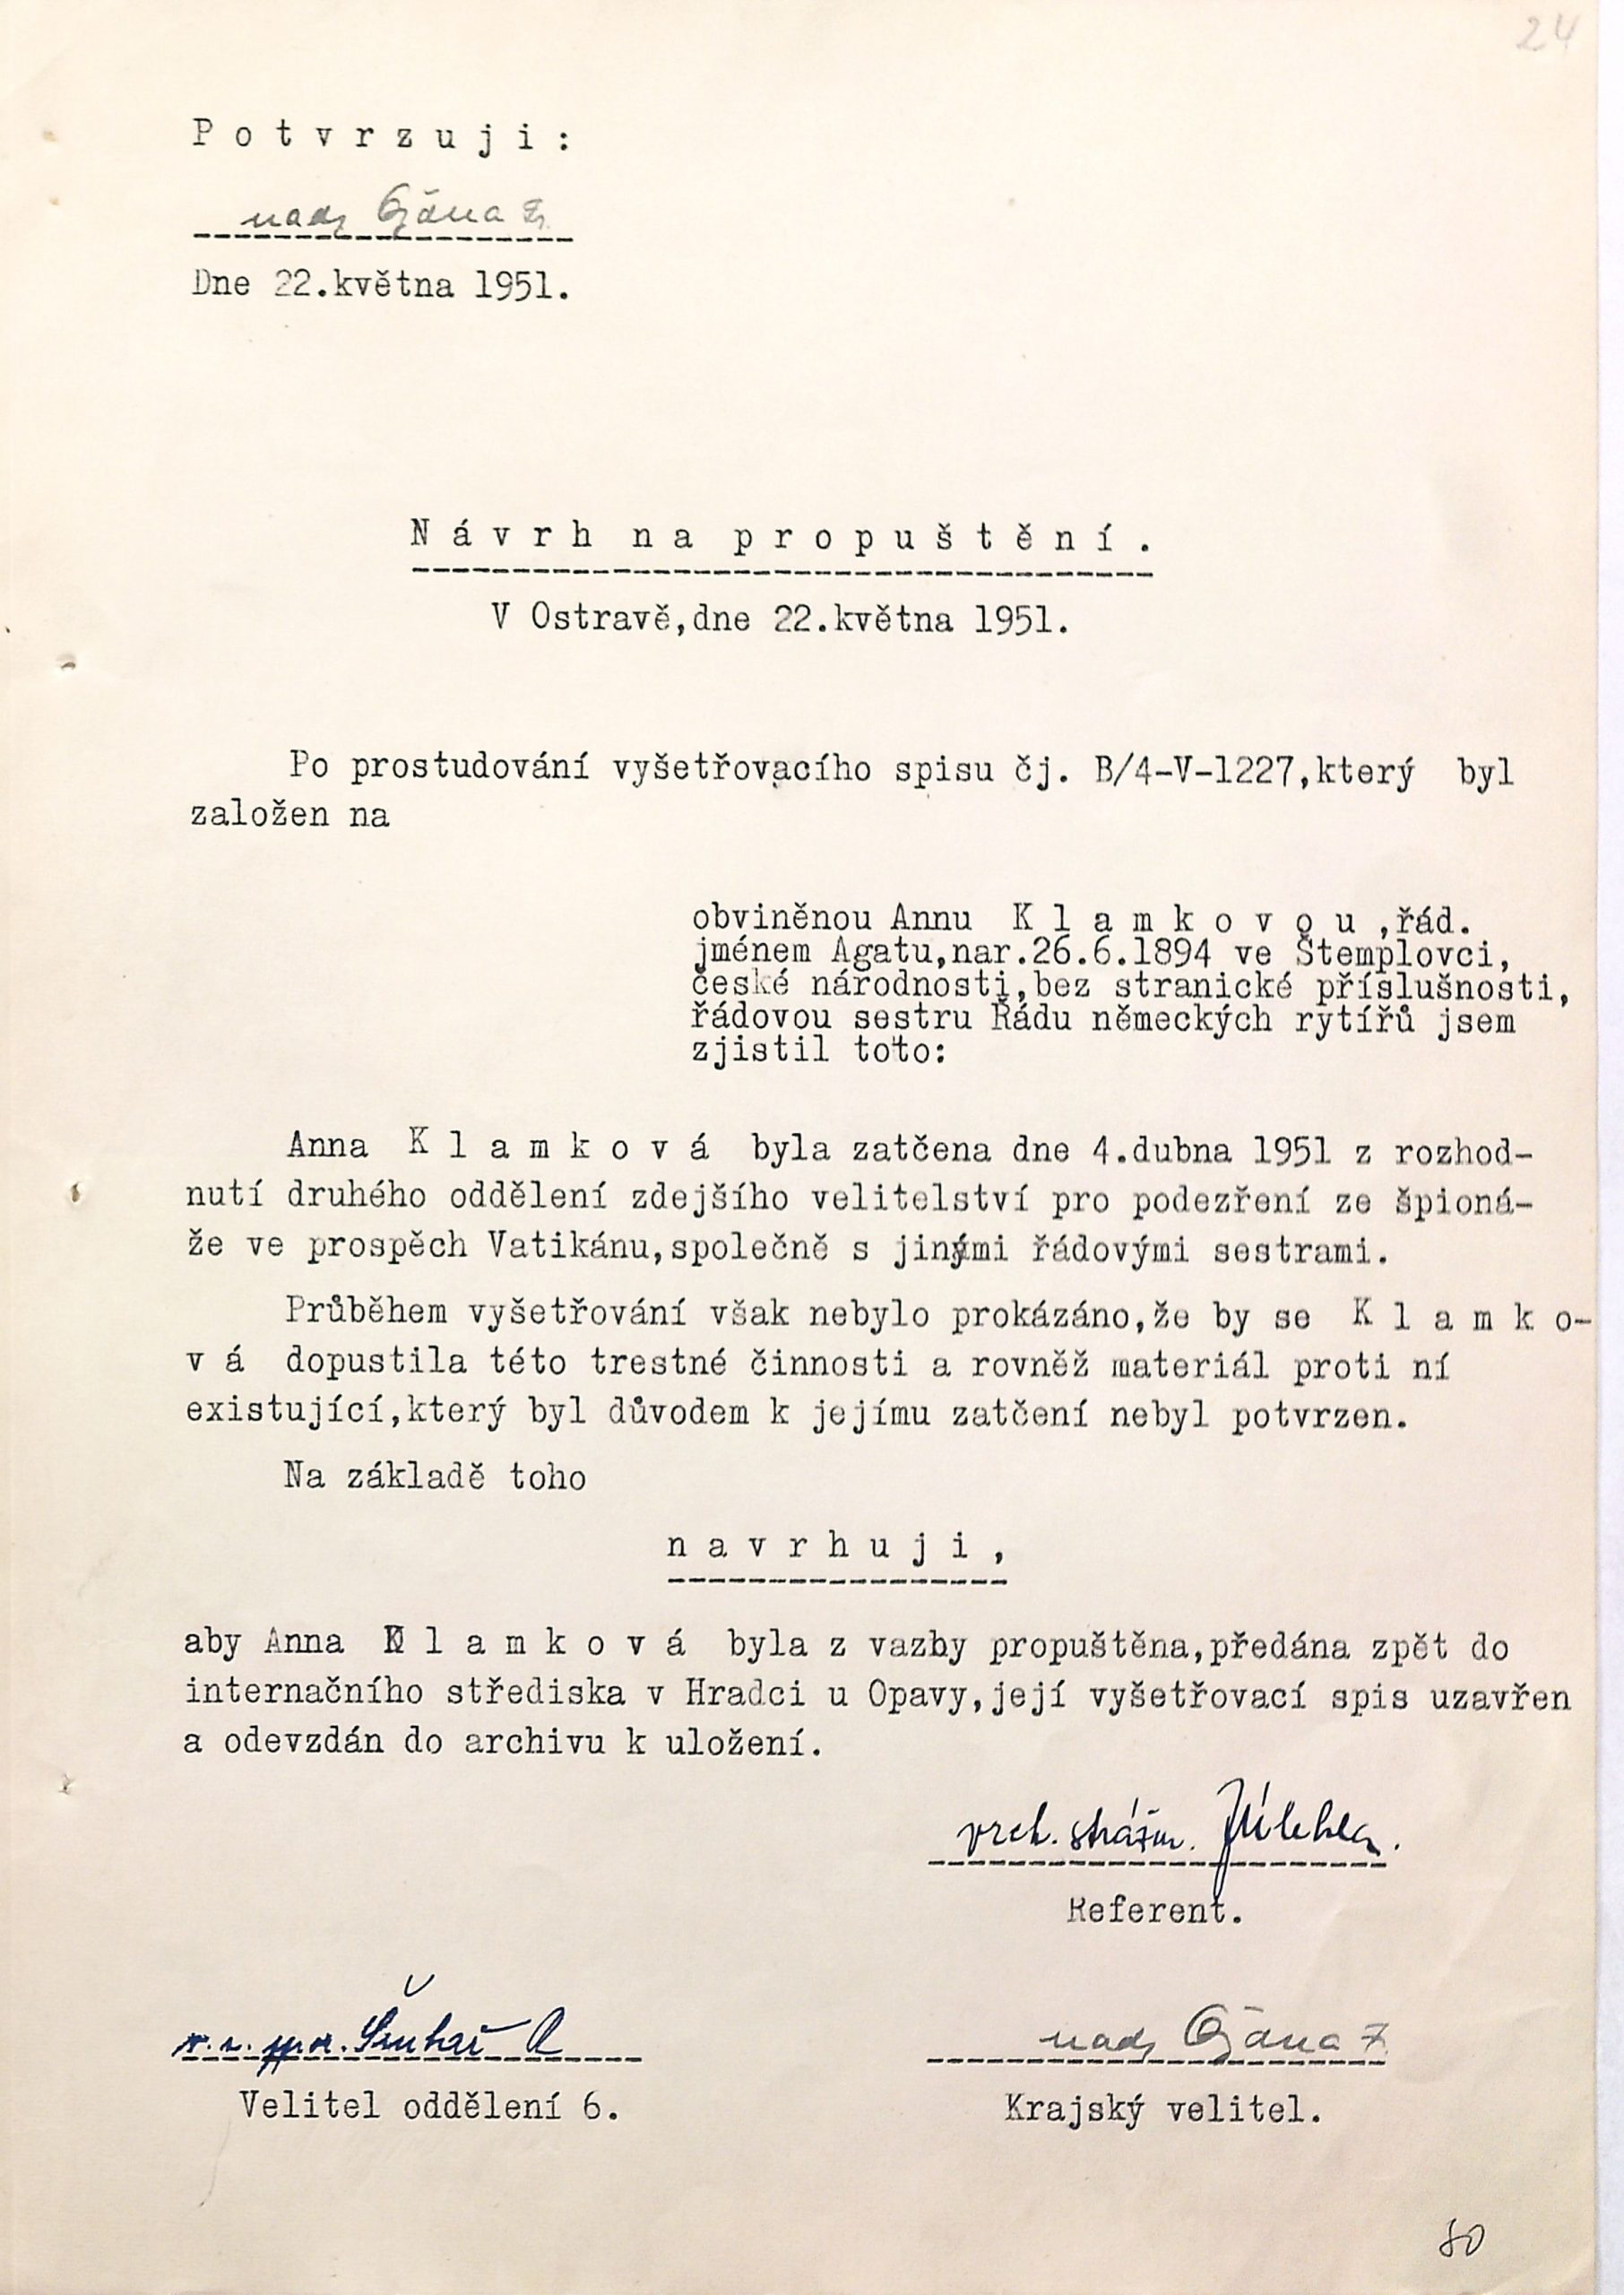 24
P o t v r z u j i :
Dne 22.května 1951.
N á v r h  n a  p r o p u š t ě n í .
V Ostravě,dne 22.května 1951.
Po prostudování vyšetřovacího spisu čj. B/4-V-1227,který byl
založen na
obviněnou Annu K l a m k o v o u ,řád.
jménem Agatu,nar.26.6.1894 ve Štemplovci,
české národnosti,bez stranické příslušnosti,
řádovou sestru Řádu německých rytířů jsem
zjistil toto:
Anna K l a m k o v á byla zatčena dne 4.dubna 1951 z rozhod-
nutí druhého oddělení zdejšího velitelství pro podezření ze špioná-
že ve prospěch Vatikánu,společně s jinými řádovými sestrami.
Průběhem vyšetřování však nebylo prokázáno,že by se K l a m k o-
v á dopustila této trestné činnosti a rovněž materiál proti ní
existující,který byl důvodem k jejímu zatčení nebyl potvrzen.
Na základě toho
n a v r h u j i ,
aby Anna K l a m k o v á byla z vazby propuštěna,předána zpět do
internačního střediska v Hradci u Opavy,její vyšetřovací spis uzavřen
a odevzdán do archivu k uložení.
vrch. strážm.
Referent.
Velitel oddělení 6.
Krajský velitel.
80